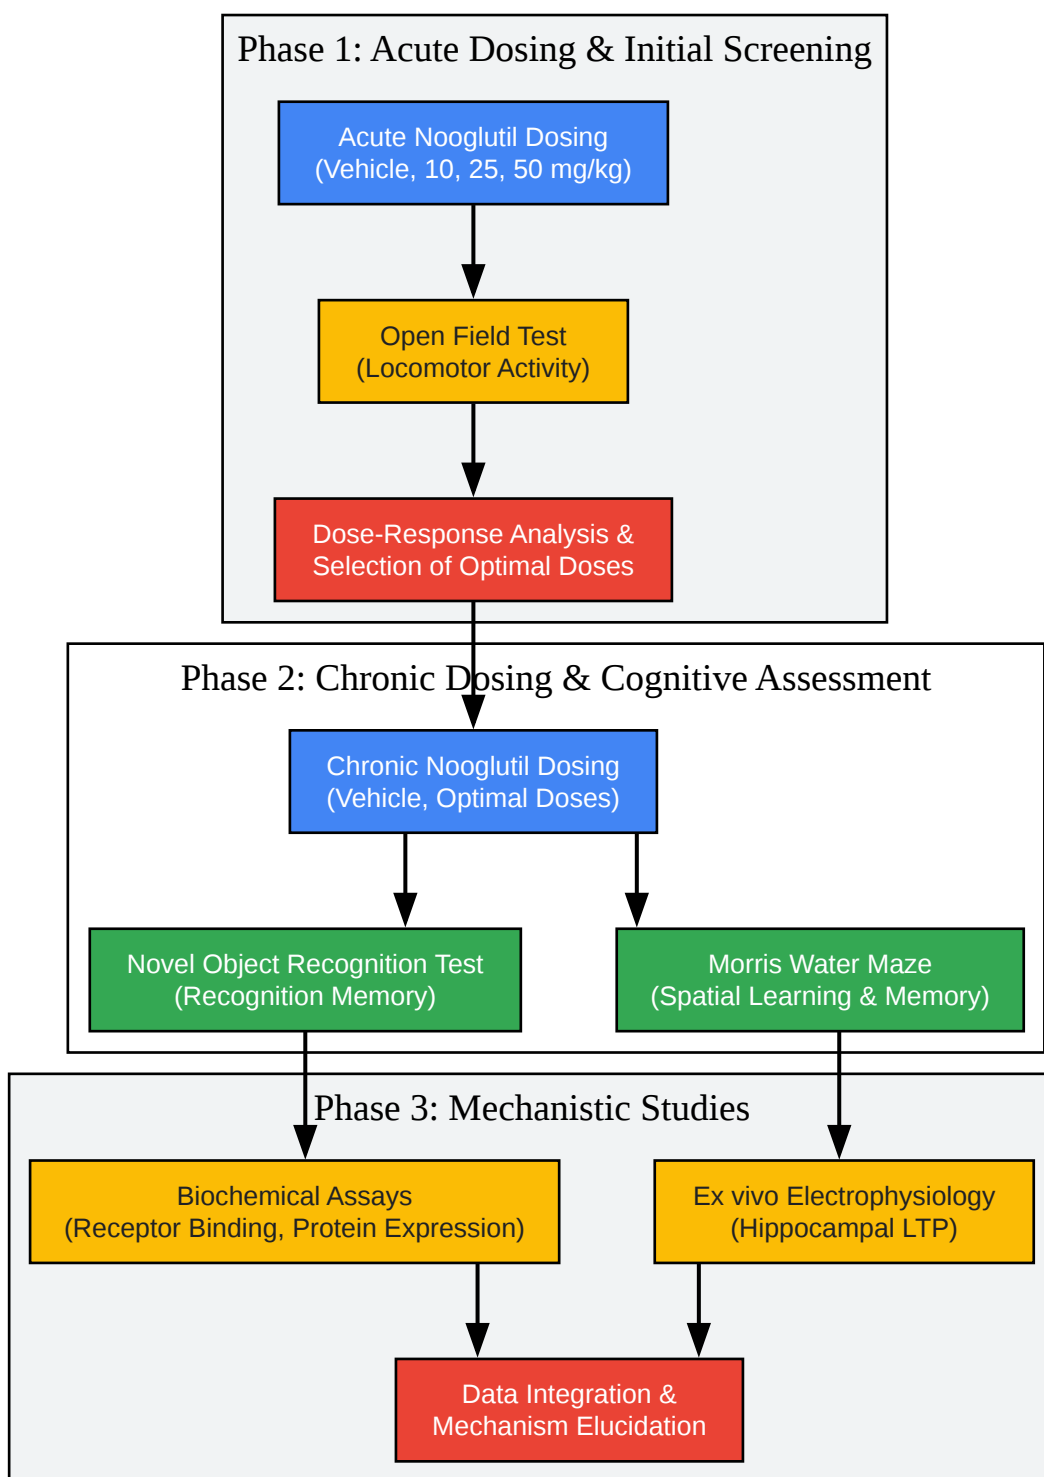 Phase 1: Acute Dosing & Initial Screening
Acute Nooglutil Dosing
(Vehicle, 10, 25, 50 mg/kg)
Open Field Test
(Locomotor Activity)
Dose-Response Analysis &
Selection of Optimal Doses
Phase 2: Chronic Dosing & Cognitive Assessment
Chronic Nooglutil Dosing
(Vehicle, Optimal Doses)
Novel Object Recognition Test
(Recognition Memory)
Morris Water Maze
(Spatial Learning & Memory)
Phase 3: Mechanistic Studies
Biochemical Assays
(Receptor Binding, Protein Expression)
Ex vivo Electrophysiology
(Hippocampal LTP)
Data Integration &
Mechanism Elucidation